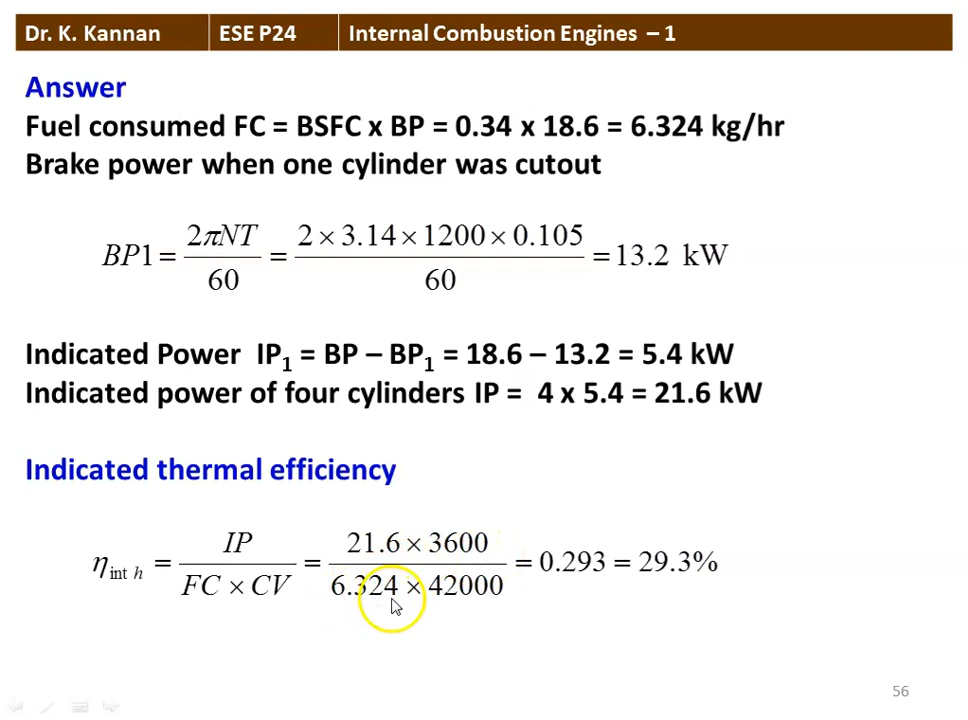 Dr. K. Kannan ESE P24 Internal Combustion Engines – 1
Answer
Fuel consumed FC = BSFC x BP = 0.34 x 18.6 = 6.324 kg/hr
Brake power when one cylinder was cutout
BP1 = 2πNT / 60 = 2 × 3.14 × 1200 × 0.105 / 60 = 13.2 kW
Indicated Power IP₁ = BP – BP₁ = 18.6 – 13.2 = 5.4 kW
Indicated power of four cylinders IP = 4 x 5.4 = 21.6 kW
Indicated thermal efficiency
η int h = IP / FC × CV = 21.6 × 3600 / 6.324 × 42000 = 0.293 = 29.3%
56